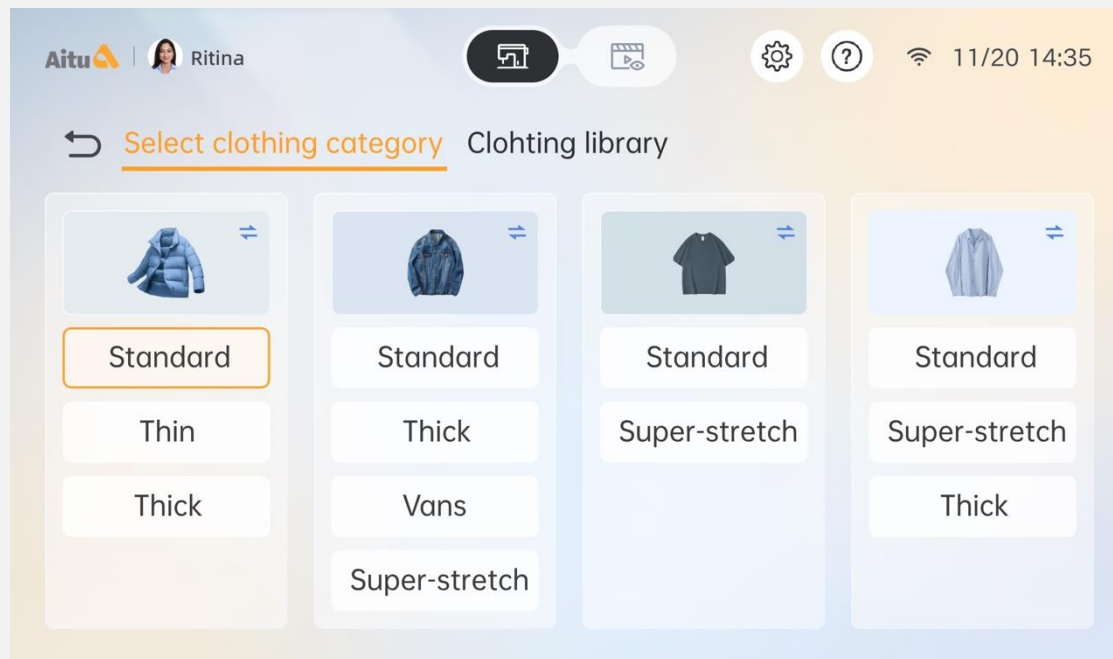 Aitu
Ritina
11/20 14:35
Select clothing category
Clohting library
Standard
Thin
Thick
Standard
Thick
Vans
Super-stretch
Standard
Super-stretch
Standard
Super-stretch
Thick